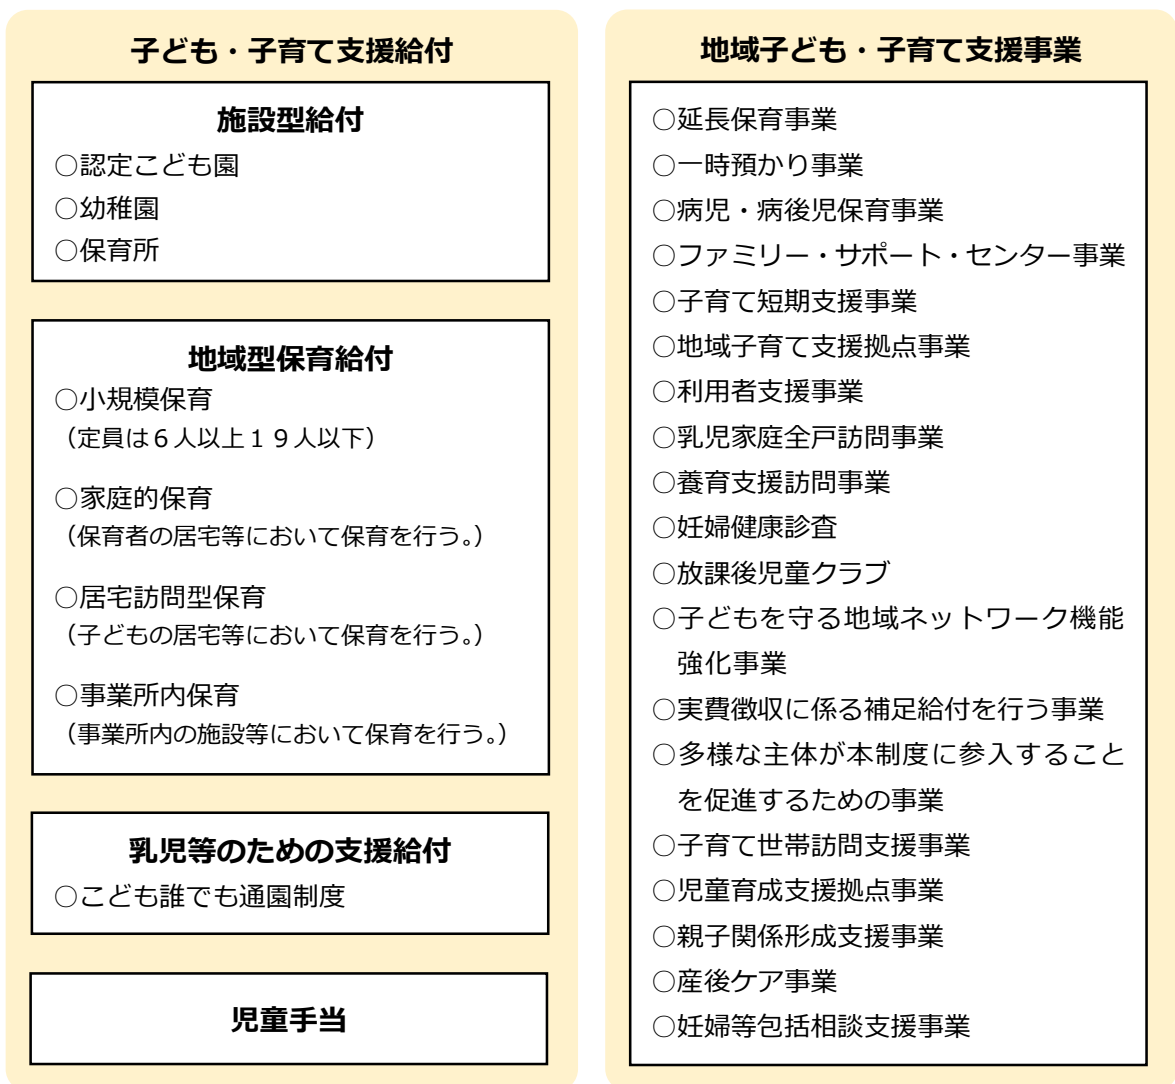 子ども・子育て支援給付
施設型給付
○認定こども園
○幼稚園
○保育所
地域型保育給付
○小規模保育
（定員は６人以上１９人以下）
○家庭的保育
（保育者の居宅等において保育を行う。）
○居宅訪問型保育
（子どもの居宅等において保育を行う。）
○事業所内保育
（事業所内の施設等において保育を行う。）
乳児等のための支援給付
○こども誰でも通園制度
児童手当
地域子ども・子育て支援事業
○延長保育事業
○一時預かり事業
○病児・病後児保育事業
○ファミリー・サポート・センター事業
○子育て短期支援事業
○地域子育て支援拠点事業
○利用者支援事業
○乳児家庭全戸訪問事業
○養育支援訪問事業
○妊婦健康診査
○放課後児童クラブ
○子どもを守る地域ネットワーク機能
強化事業
○実費徴収に係る補足給付を行う事業
○多様な主体が本制度に参入すること
を促進するための事業
○子育て世帯訪問支援事業
○児童育成支援拠点事業
○親子関係形成支援事業
○産後ケア事業
○妊婦等包括相談支援事業